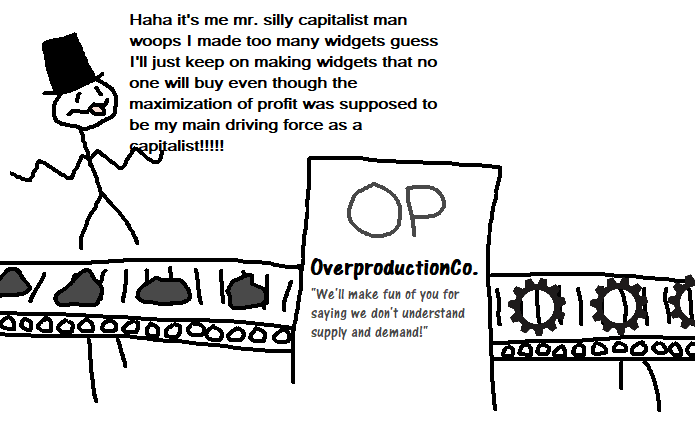 Haha it's me mr. silly capitalist man
woops I made too many widgets guess
I'll just keep on making widgets that no
one will buy even though the
maximization of profit was supposed to
be my main driving force as a
capitalist!!!!!
OP
OverproductionCo.
"We'll make fun of you for
saying we don't understand
supply and demand!"